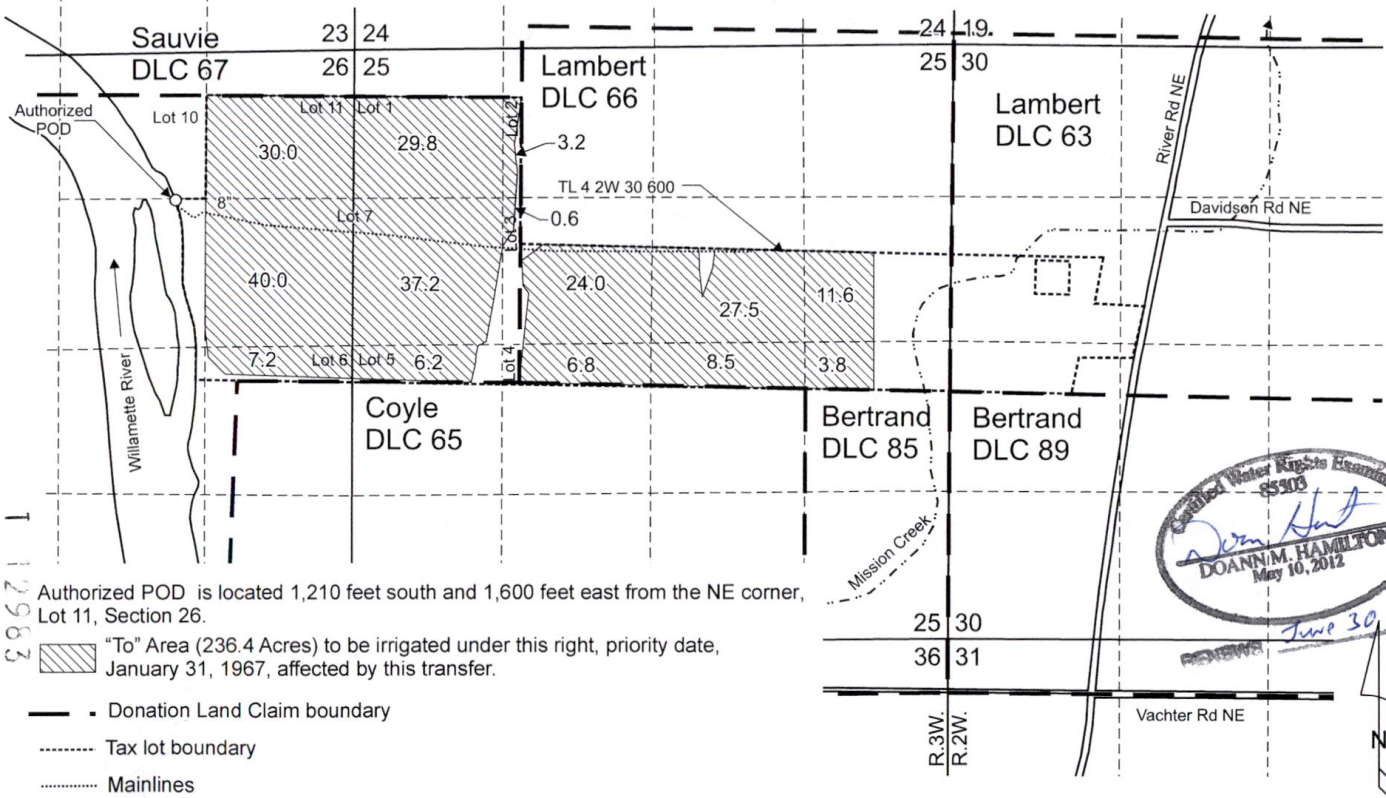 Sauvie
DLC 67
23 24
26 25
24 19
25 30
Lambert
DLC 66
Lambert
DLC 63
River Rd NE
Authorized
POD
Lot 10
Lot 11
Lot 1
Lot 2
30.0
29.8
3.2
TL 4 2W 30 600
8"
Lot 7
Lot 3
0.6
Davidson Rd NE
40.0
37.2
24.0
27.5
11.6
7.2
Lot 6
Lot 5
6.2
Lot 4
6.8
8.5
3.8
Willamette River
Coyle
DLC 65
Bertrand
DLC 85
Bertrand
DLC 89
Mission Creek
Certified Water Rights
85503
DOANN M. HAMILTON
May 10, 2012
RENEWS June 30
T 12983
Authorized POD is located 1,210 feet south and 1,600 feet east from the NE corner,
Lot 11, Section 26.
"To" Area (236.4 Acres) to be irrigated under this right, priority date,
January 31, 1967, affected by this transfer.
Donation Land Claim boundary
Tax lot boundary
Mainlines
25 30
36 31
R.3W.
R.2W.
Vachter Rd NE
N